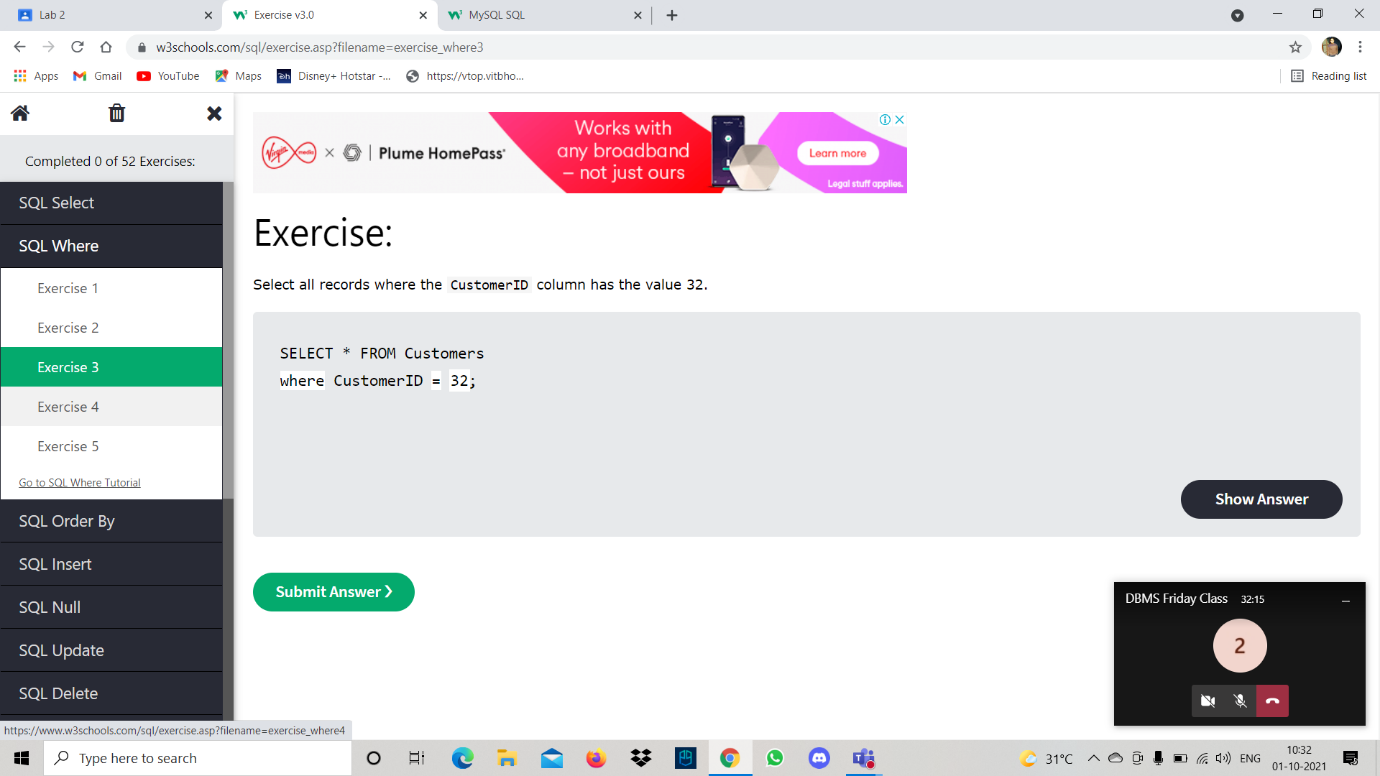 Lab 2
Exercise v3.0
MySQL SQL
w3schools.com/sql/exercise.asp?filename=exercise_where3
Apps
Gmail
YouTube
Maps
Disney+ Hotstar -...
https://vtop.vitbho...
Reading list
Completed 0 of 52 Exercises:
SQL Select
SQL Where
Exercise 1
Exercise 2
Exercise 3
Exercise 4
Exercise 5
Go to SQL Where Tutorial
SQL Order By
SQL Insert
SQL Null
SQL Update
SQL Delete
https://www.w3schools.com/sql/exercise.asp?filename=exercise_where4
Virgin media × | Plume HomePass®
Works with
any broadband
– not just ours
Learn more
Legal stuff applies.
Exercise:
Select all records where the CustomerID column has the value 32.
SELECT * FROM Customers
where CustomerID = 32;
Show Answer
Submit Answer ❯
DBMS Friday Class 32:15
2
Type here to search
31°C
ENG
10:32
01-10-2021